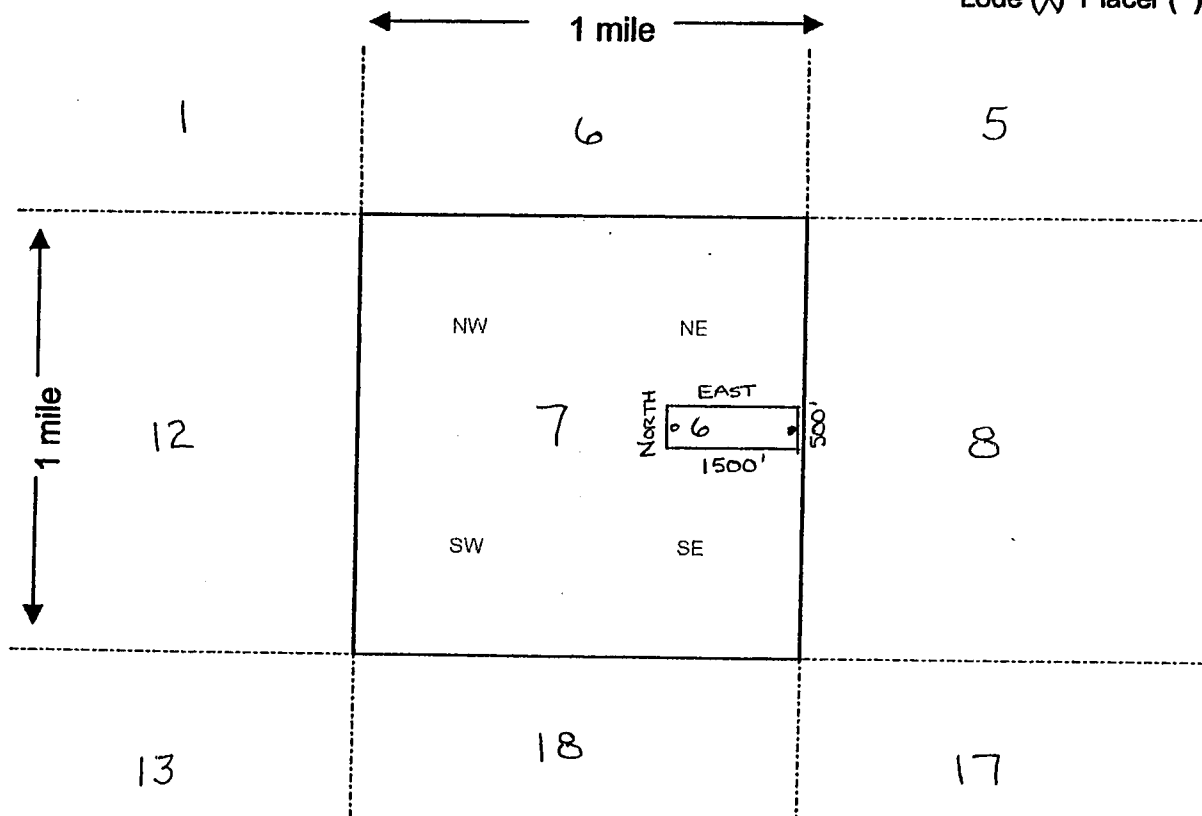 Lode (X) Placer ( )
1 mile
1 6 5
NW NE
1 mile
EAST
NORTH
12 7 6 500' 8
1500'
SW SE
13 18 17